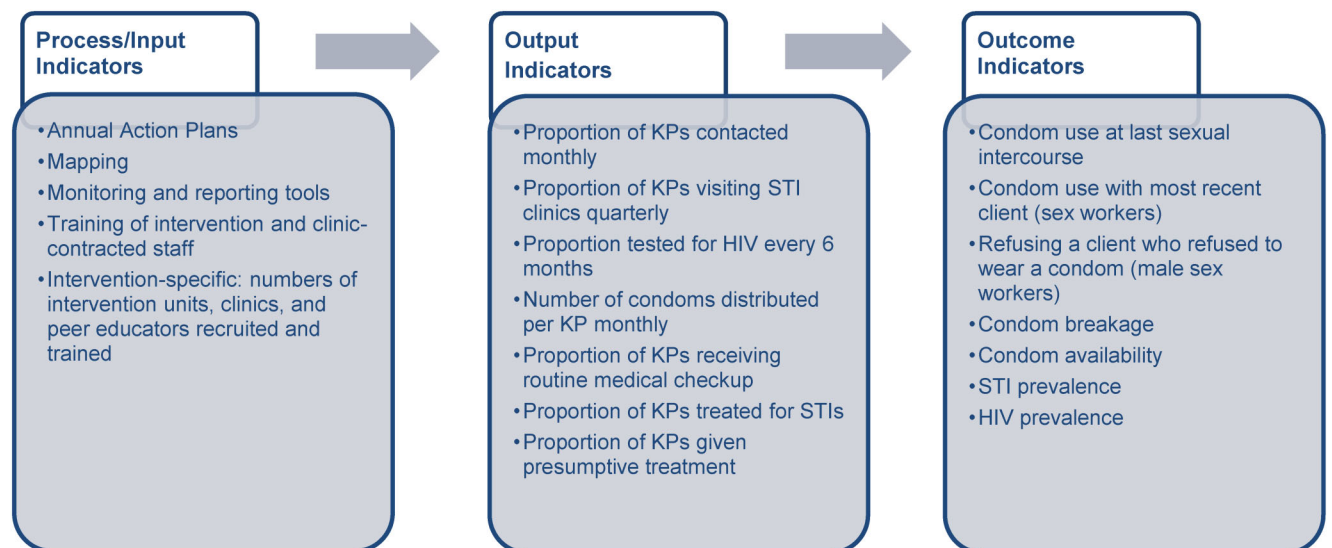 Process/Input
Indicators
•Annual Action Plans
•Mapping
•Monitoring and reporting tools
•Training of intervention and clinic-
contracted staff
•Intervention-specific: numbers of
intervention units, clinics, and
peer educators recruited and
trained
Output
Indicators
•Proportion of KPs contacted
monthly
•Proportion of KPs visiting STI
clinics quarterly
•Proportion tested for HIV every 6
months
•Number of condoms distributed
per KP monthly
•Proportion of KPs receiving
routine medical checkup
•Proportion of KPs treated for STIs
•Proportion of KPs given
presumptive treatment
Outcome
Indicators
•Condom use at last sexual
intercourse
•Condom use with most recent
client (sex workers)
•Refusing a client who refused to
wear a condom (male sex
workers)
•Condom breakage
•Condom availability
•STI prevalence
•HIV prevalence